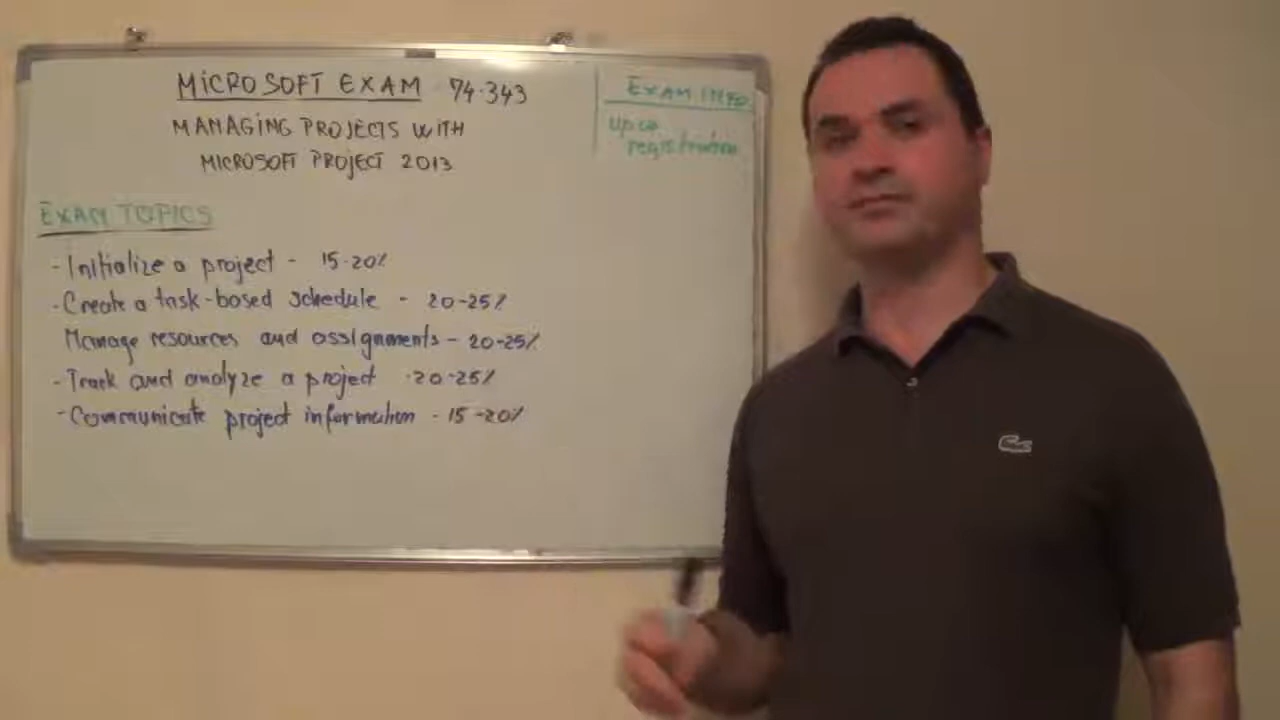 MICROSOFT EXAM 74-343
MANAGING PROJECTS WITH
MICROSOFT PROJECT 2013
EXAM TOPICS
- Initialize a project - 15-20%
- Create a task-based schedule - 20-25%
Manage resources and assignments - 20-25%
- Track and analyze a project - 20-25%
- Communicate project information - 15-20%
EXAM INFO
registration